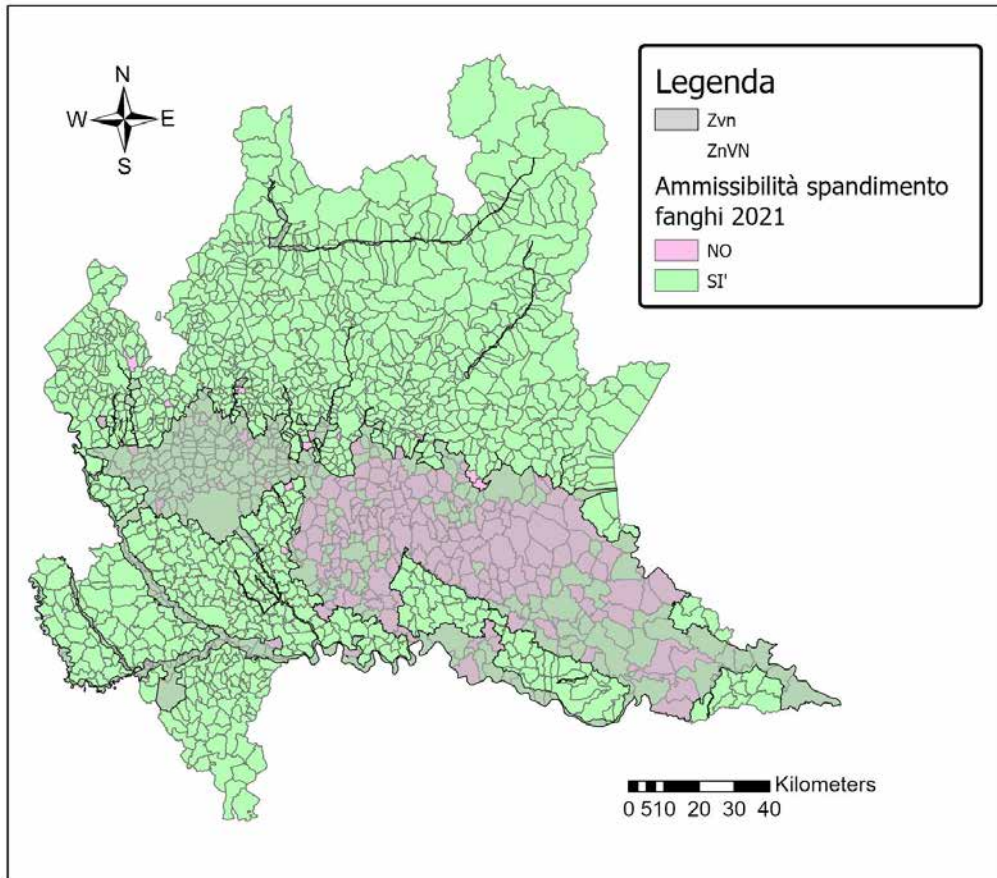 N
W E
S
Legenda
Zvn
ZnVN
Ammissibilità spandimento
fanghi 2021
NO
SI'
Kilometers
0 510 20 30 40